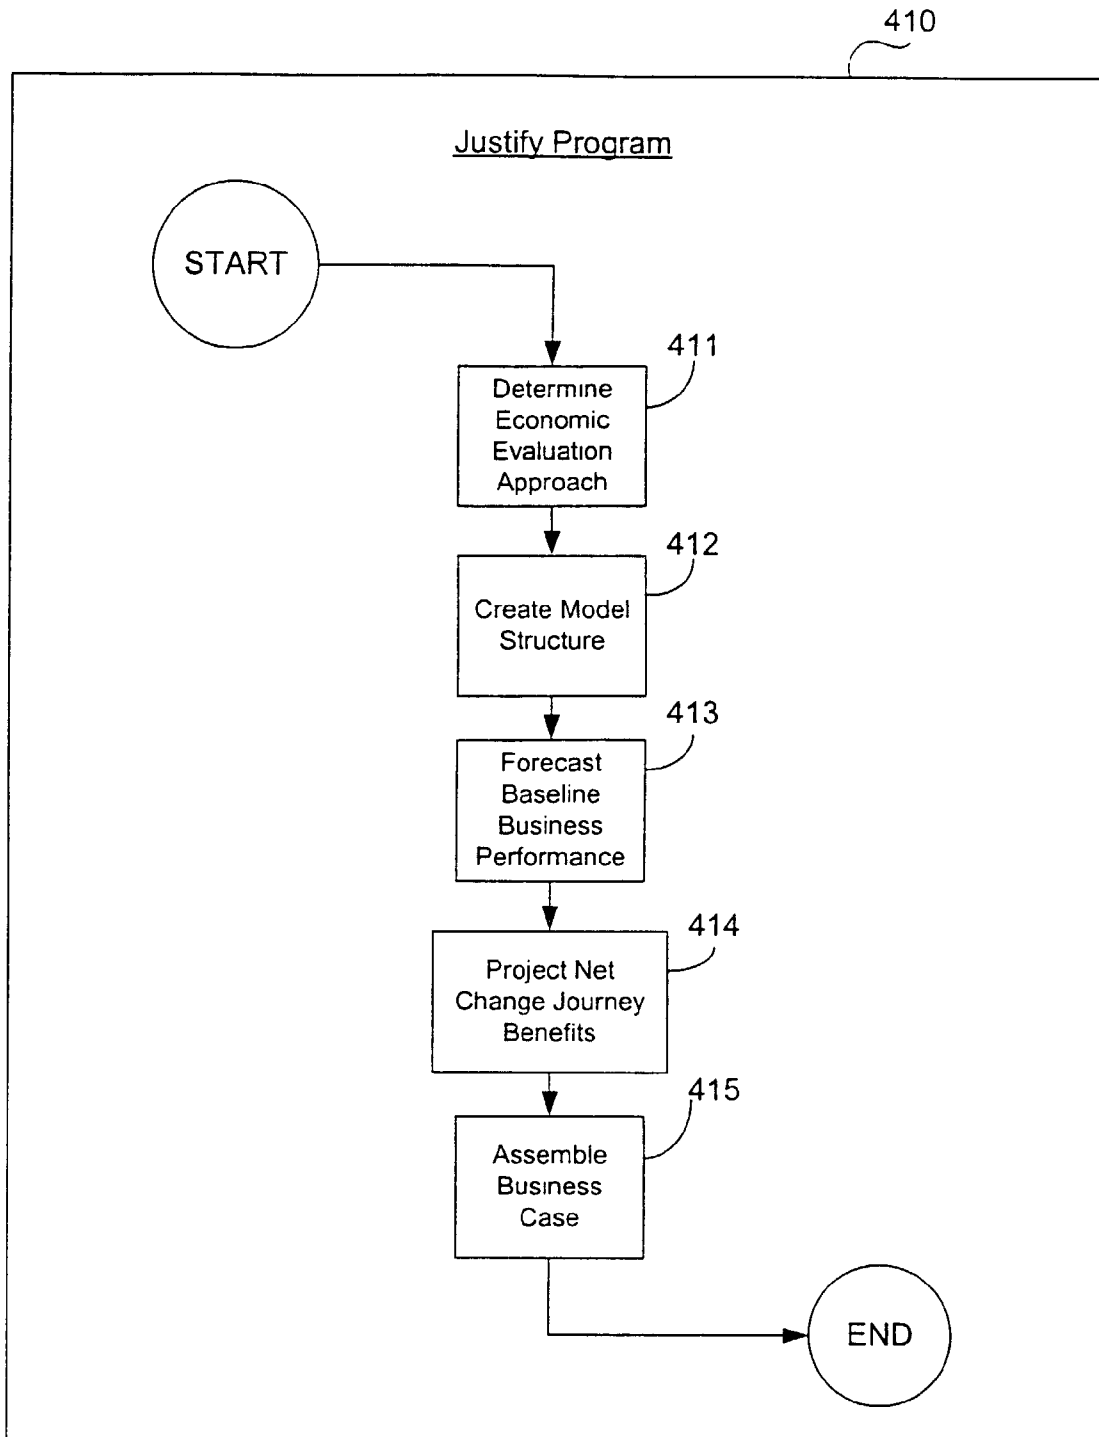 410
Justify Program
START
411
Determine
Economic
Evaluation
Approach
412
Create Model
Structure
413
Forecast
Baseline
Business
Performance
414
Project Net
Change Journey
Benefits
415
Assemble
Business
Case
END